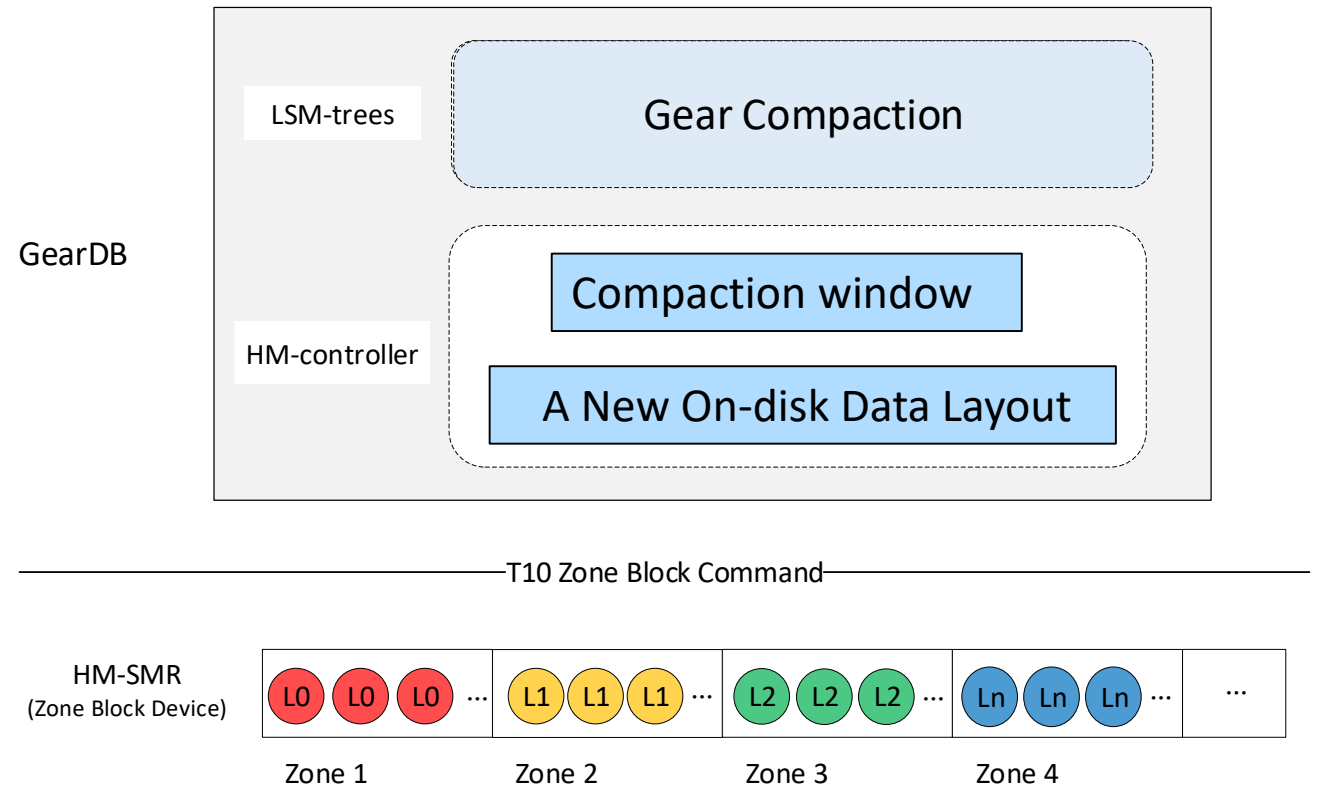 LSM-trees
Gear Compaction
GearDB
Compaction window
HM-controller
A New On-disk Data Layout
T10 Zone Block Command
HM-SMR
(Zone Block Device)
L0 L0 L0 ... L1 L1 L1 ... L2 L2 L2 ... Ln Ln Ln ... ...
Zone 1 Zone 2 Zone 3 Zone 4